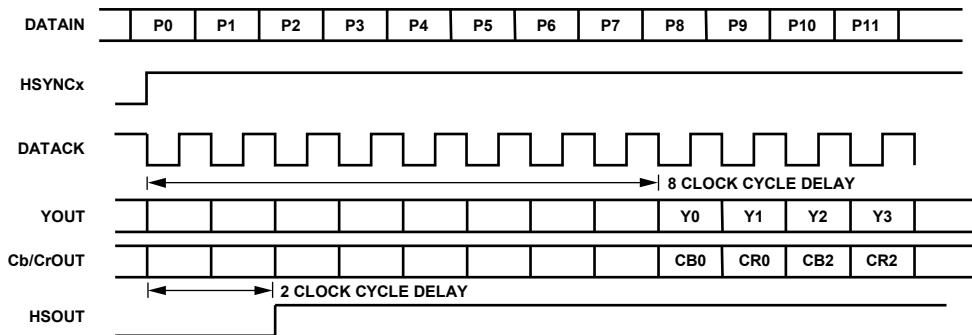 DATAIN P0 P1 P2 P3 P4 P5 P6 P7 P8 P9 P10 P11
HSYNCx
DATACK
8 CLOCK CYCLE DELAY
YOUT Y0 Y1 Y2 Y3
Cb/CrOUT CB0 CR0 CB2 CR2
2 CLOCK CYCLE DELAY
HSOUT